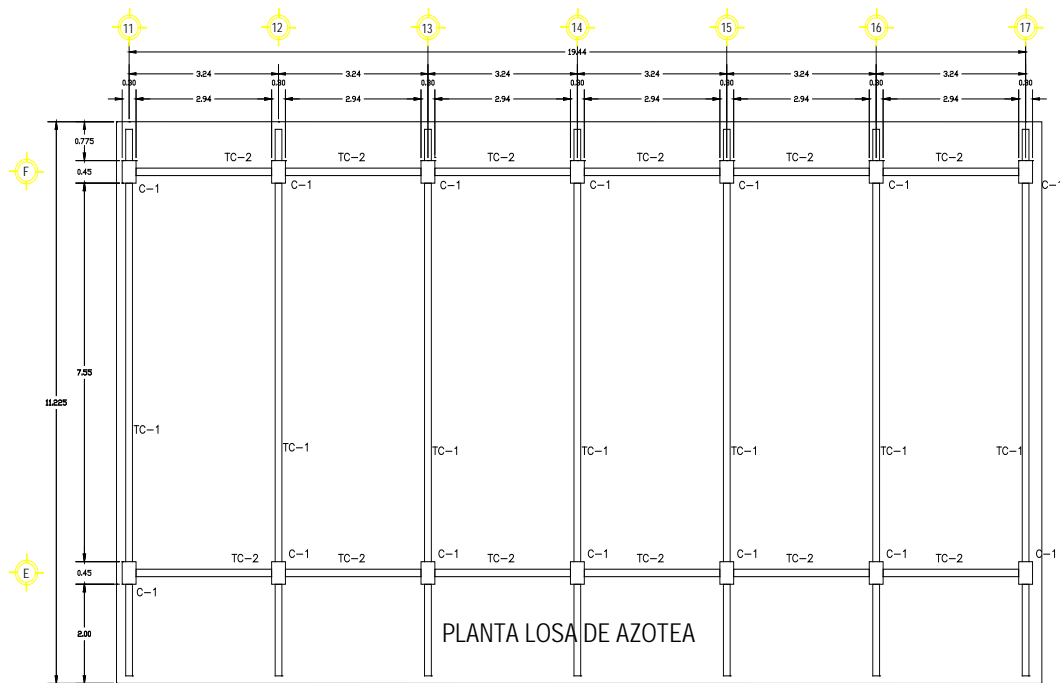 11 12 13 14 15 16 17
19.44
3.24 3.24 3.24 3.24 3.24 3.24
0.30 0.30 0.30 0.30 0.30 0.30 0.30
2.94 2.94 2.94 2.94 2.94 2.94
0.775
TC-2 TC-2 TC-2 TC-2 TC-2 TC-2
F
0.45
C-1 C-1 C-1 C-1 C-1 C-1 C-1
7.55
11.225
TC-1 TC-1 TC-1 TC-1 TC-1 TC-1 TC-1
C-1 C-1 C-1 C-1 C-1 C-1
TC-2 TC-2 TC-2 TC-2 TC-2 TC-2
E
0.45
C-1
2.00
PLANTA LOSA DE AZOTEA